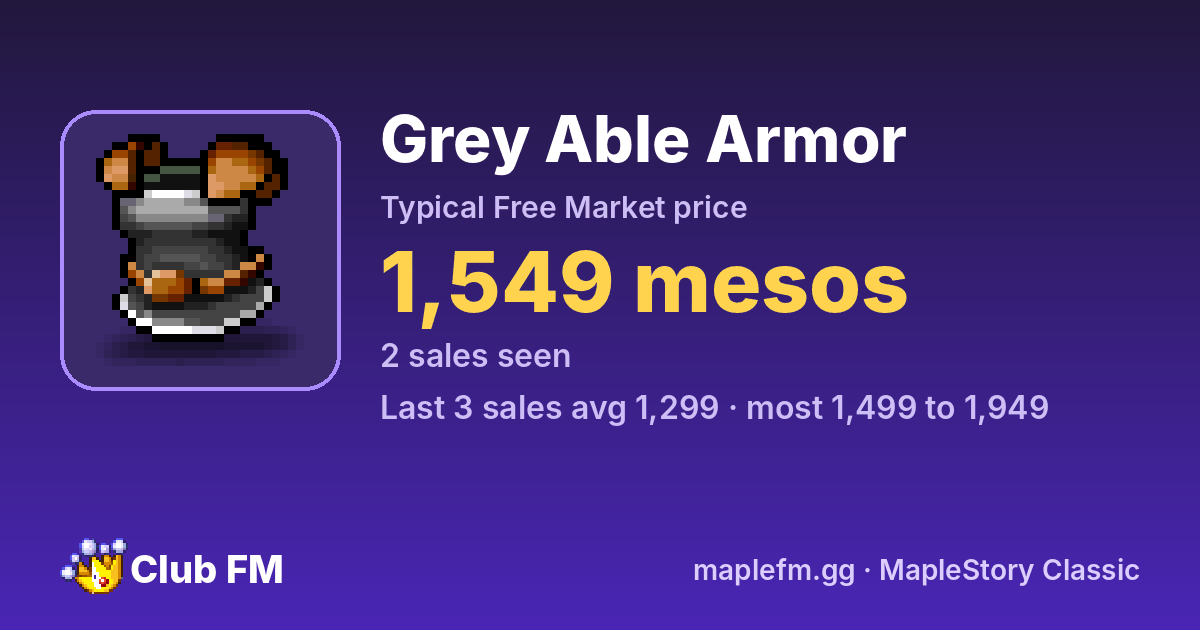 Grey Able Armor
Typical Free Market price
1,549 mesos
2 sales seen
Last 3 sales avg 1,299 · most 1,499 to 1,949
Club FM
maplefm.gg · MapleStory Classic